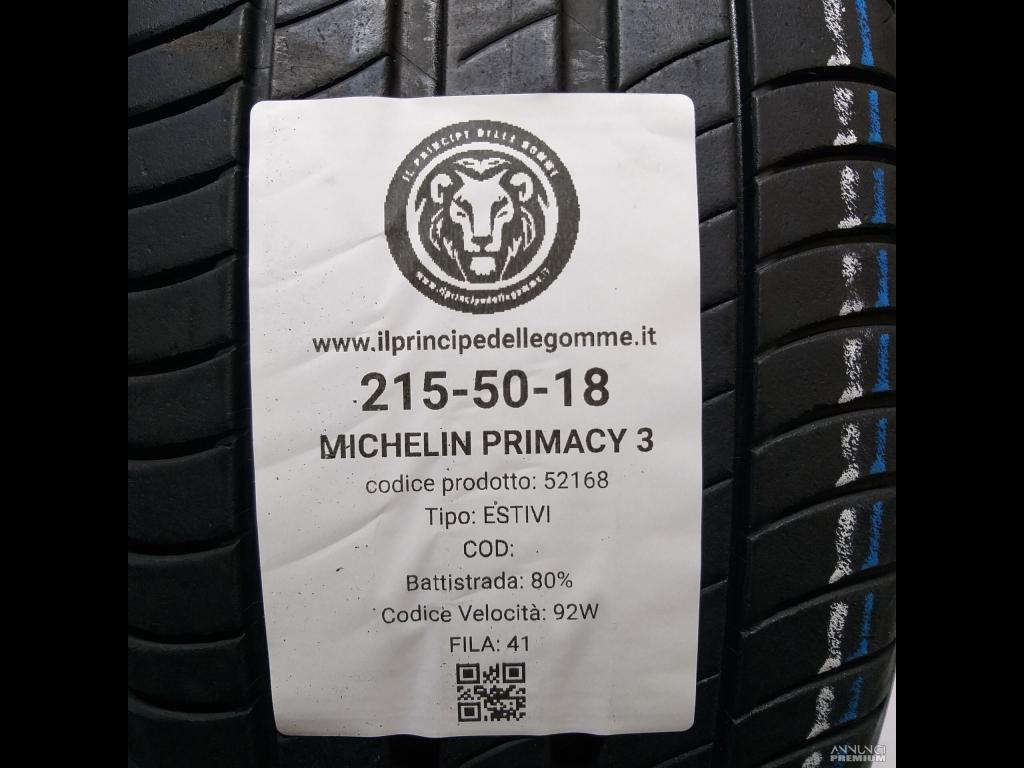 IL PRINCIPE DELLE GOMME
www.ilprincipedellegomme.it
www.ilprincipedellegomme.it
215-50-18
MICHELIN PRIMACY 3
codice prodotto: 52168
Tipo: ESTIVI
COD:
Battistrada: 80%
Codice Velocità: 92W
FILA: 41
ANNUNCI
PREMIUM